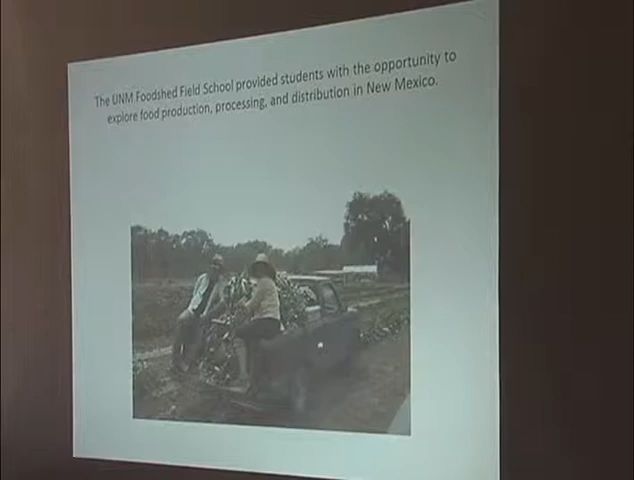 The UNM Foodshed Field School provided students with the opportunity to
explore food production, processing, and distribution in New Mexico.